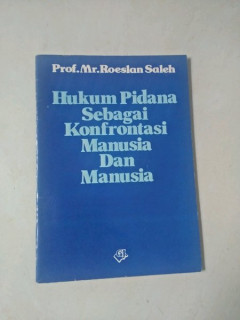 Prof.Mr.Roeslan Saleh
Hukum Pidana
Sebagai
Konfrontasi
Manusia
Dan
Manusia